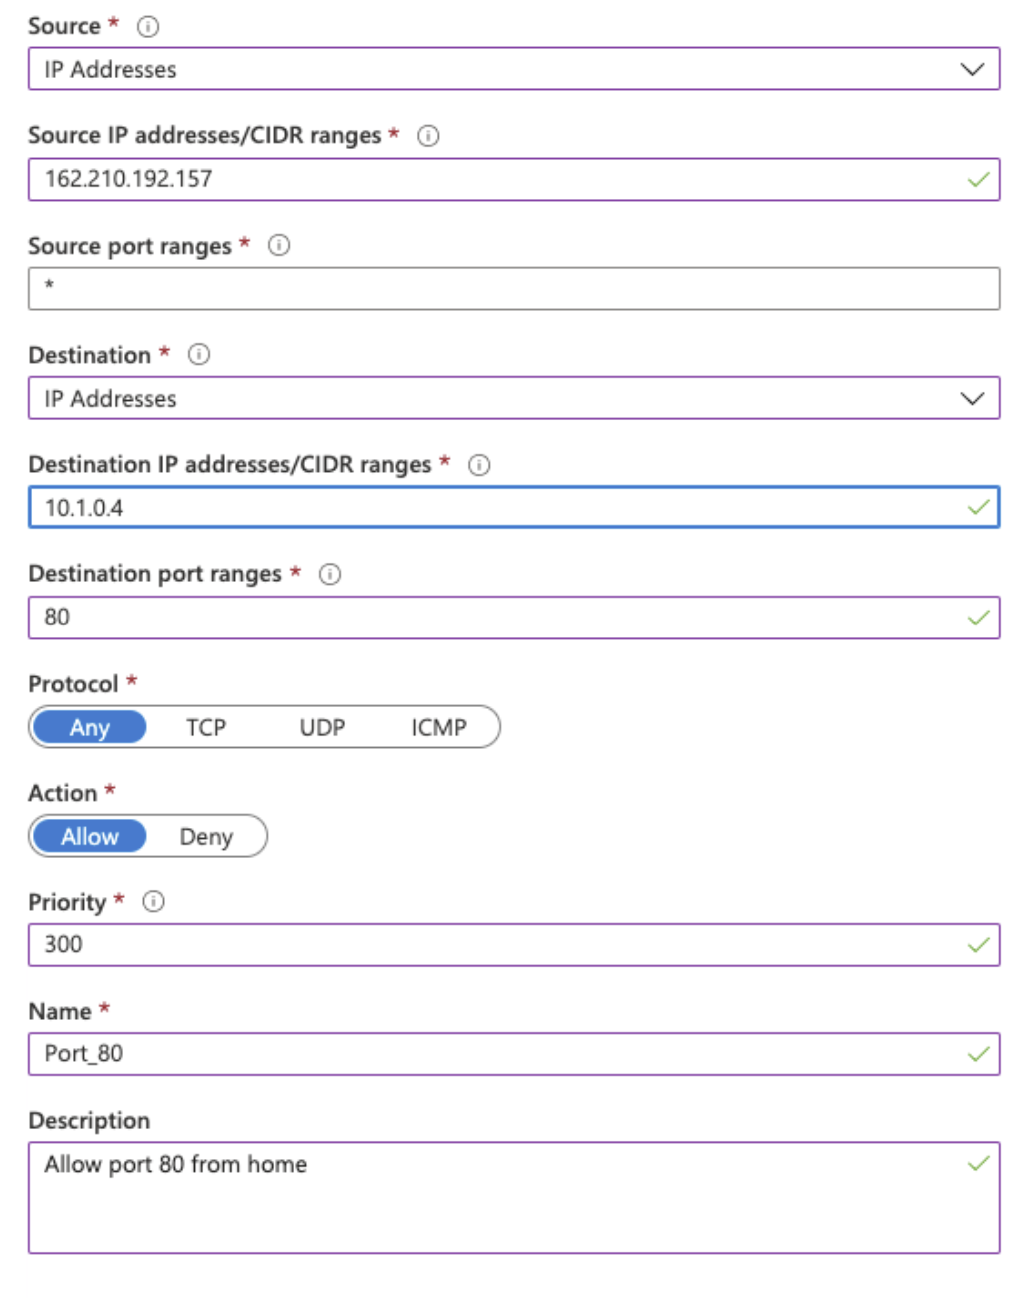 Source *
IP Addresses
Source IP addresses/CIDR ranges *
162.210.192.157
Source port ranges *
*
Destination *
IP Addresses
Destination IP addresses/CIDR ranges *
10.1.0.4
Destination port ranges *
80
Protocol *
Any TCP UDP ICMP
Action *
Allow Deny
Priority *
300
Name *
Port_80
Description
Allow port 80 from home